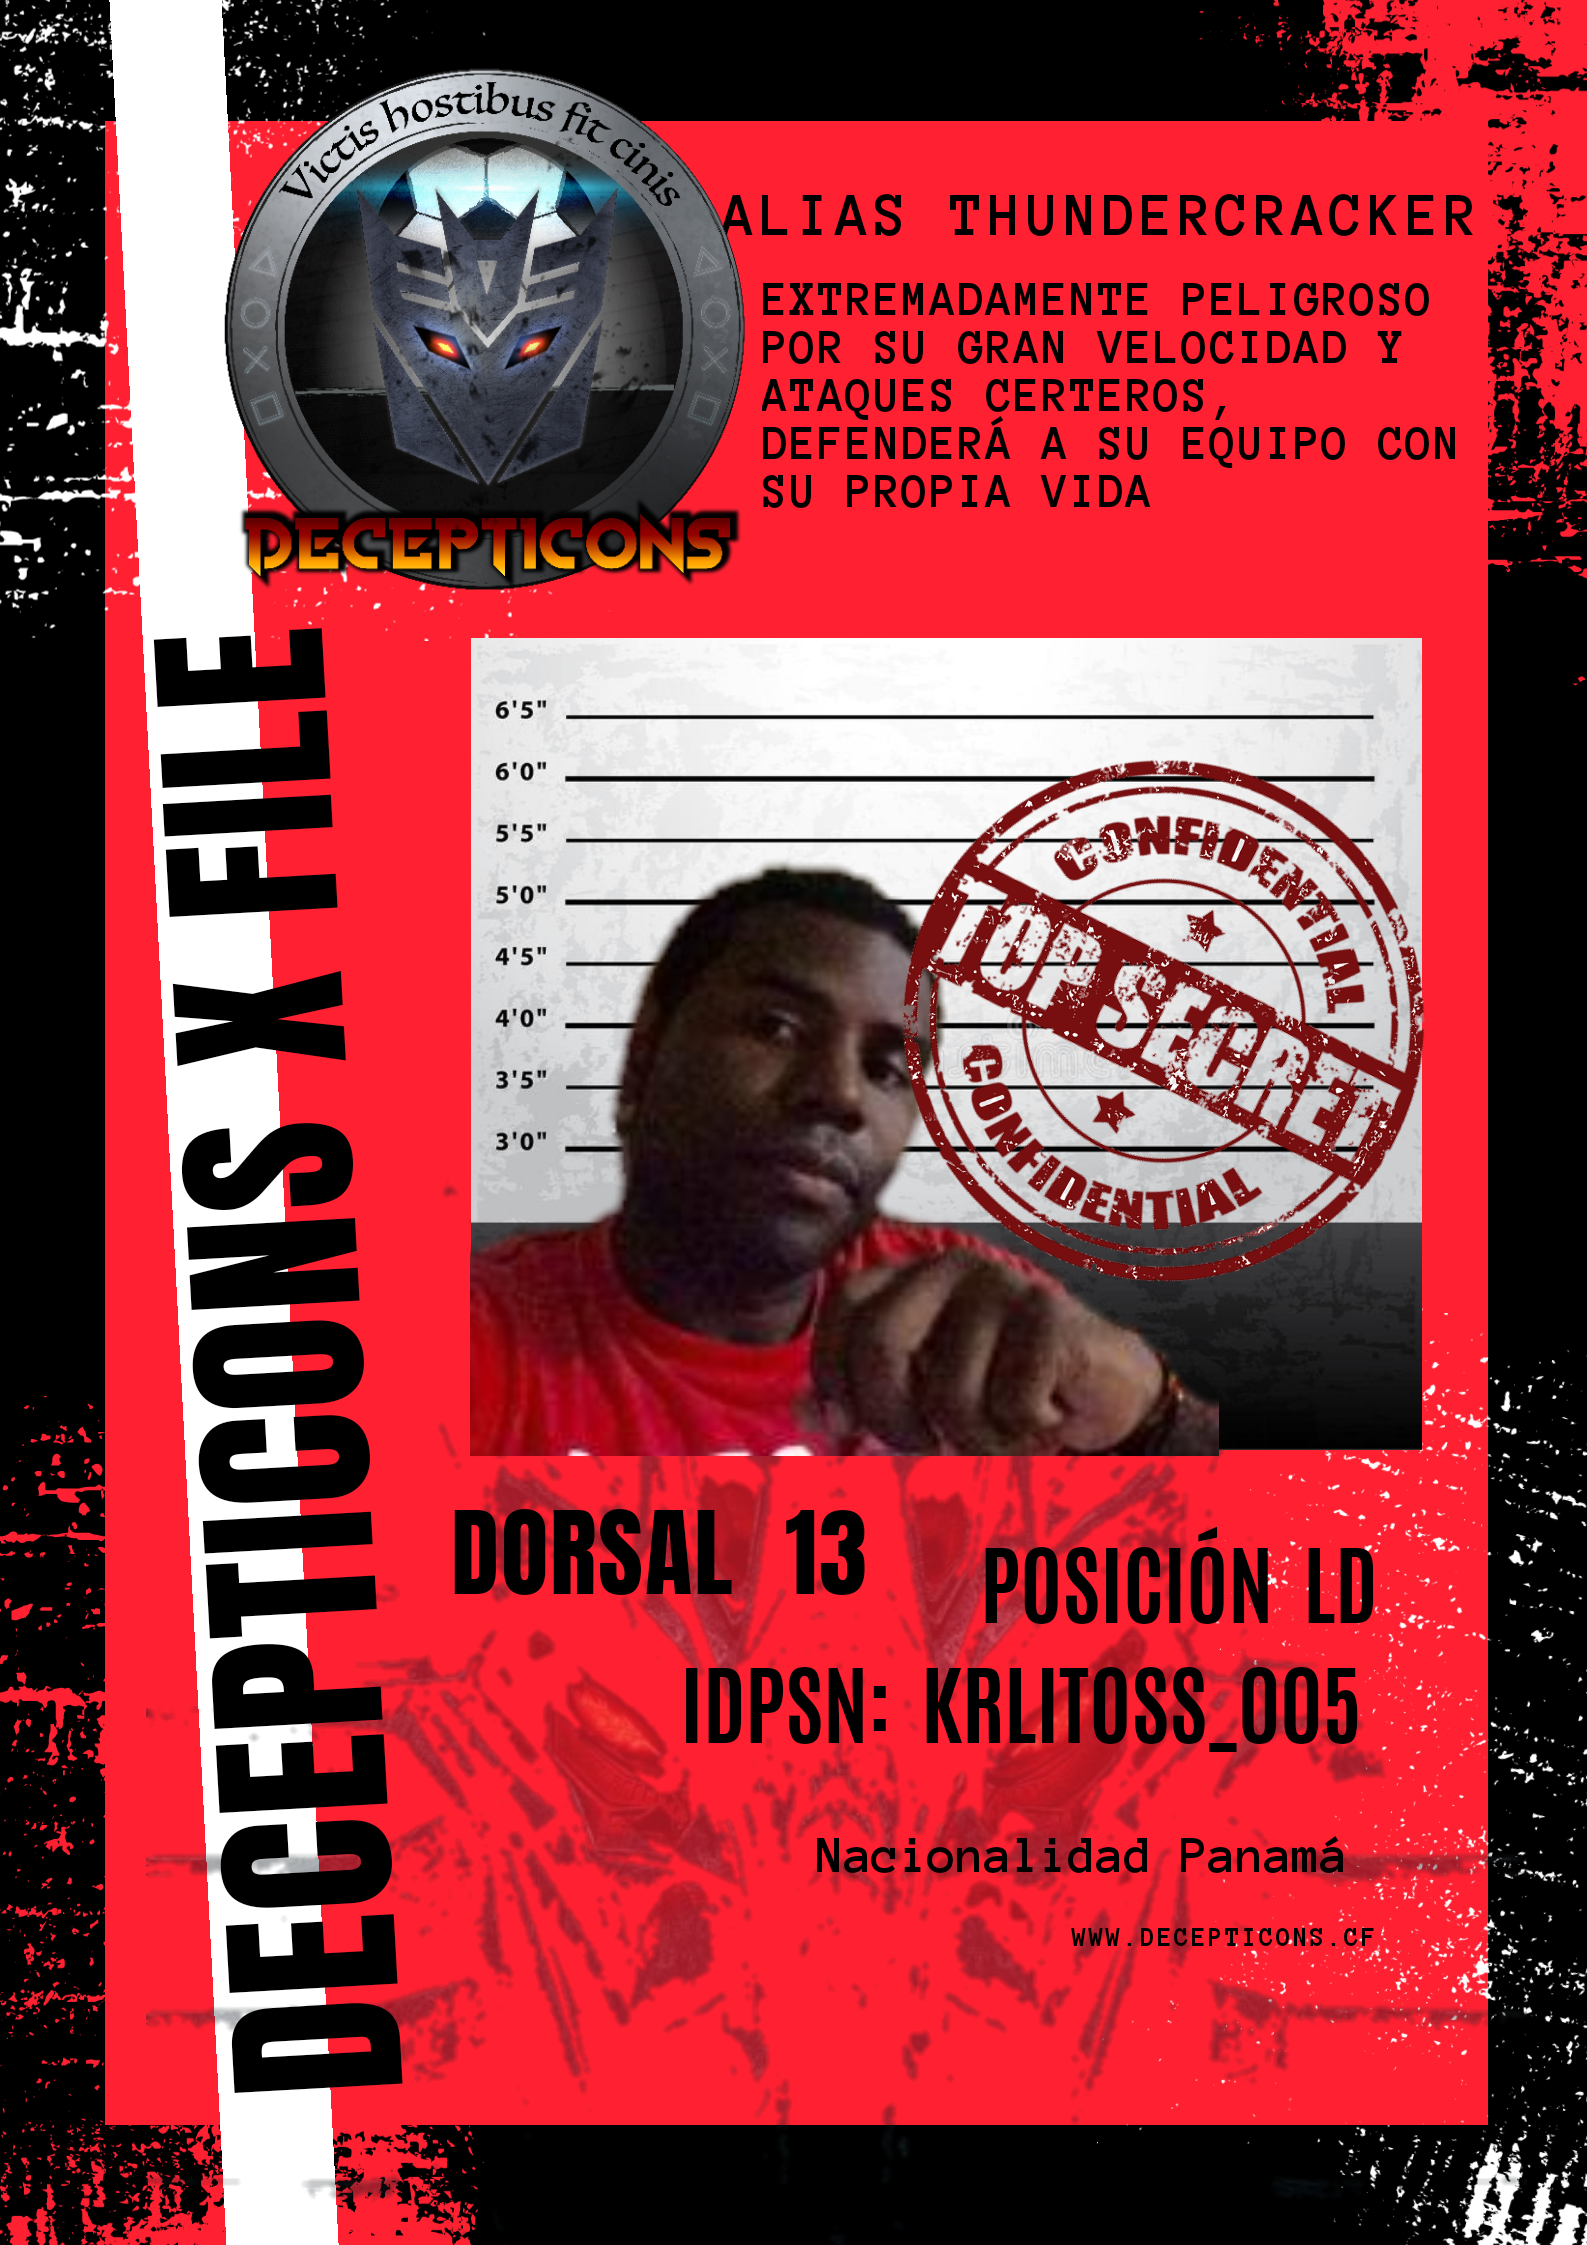 Victis hostibus fit cinis
DECEPTICONS
ALIAS THUNDERCRACKER
EXTREMADAMENTE PELIGROSO
POR SU GRAN VELOCIDAD Y
ATAQUES CERTEROS,
DEFENDERÁ A SU EQUIPO CON
SU PROPIA VIDA
DECEPTICONS X FILE
6'5"
6'0"
5'5"
5'0"
4'5"
4'0"
3'5"
3'0"
CONFIDENTIAL
TOP SECRET
CONFIDENTIAL
DORSAL 13
POSICIÓN LD
IDPSN: KRLITOSS_005
Nacionalidad Panamá
WWW.DECEPTICONS.CF